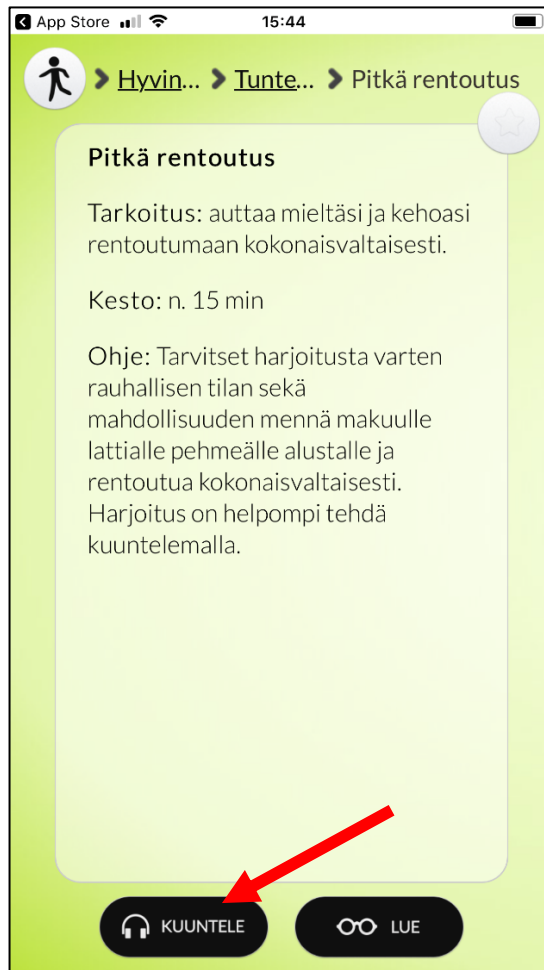 App Store 15:44
Hyvin... Tunte... Pitkä rentoutus
Pitkä rentoutus
Tarkoitus: auttaa mieltäsi ja kehoasi
rentoutumaan kokonaisvaltaisesti.
Kesto: n. 15 min
Ohje: Tarvitset harjoitusta varten
rauhallisen tilan sekä
mahdollisuuden mennä makuulle
lattialle pehmeälle alustalle ja
rentoutua kokonaisvaltaisesti.
Harjoitus on helpompi tehdä
kuuntelemalla.
KUUNTELE LUE